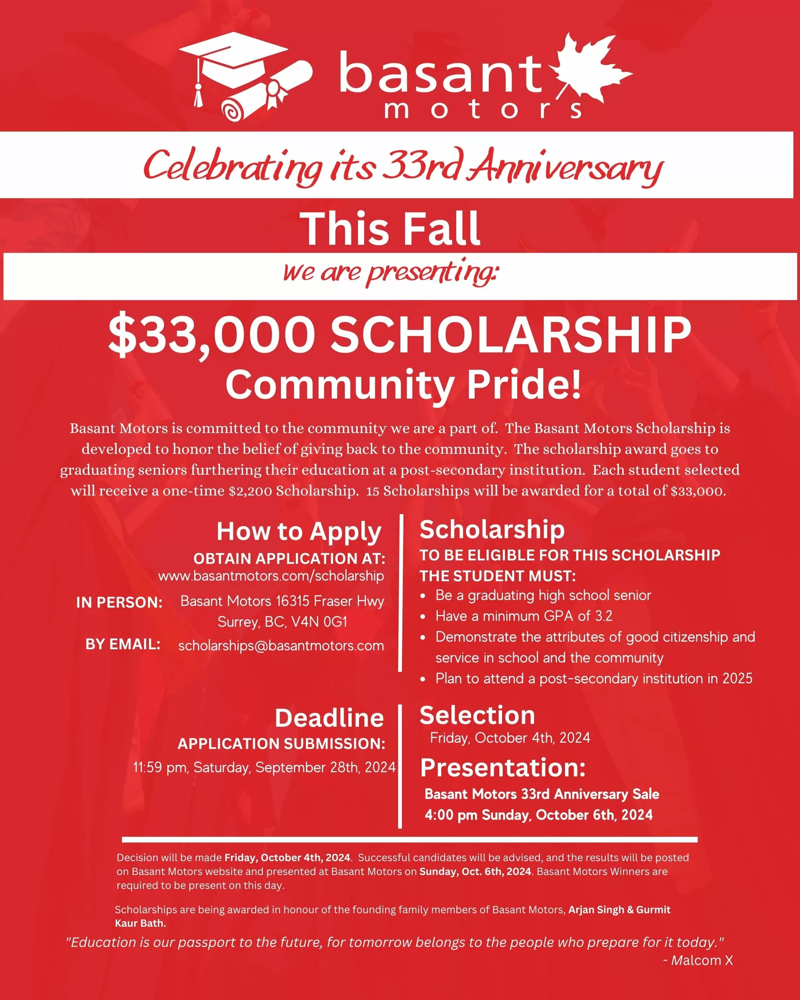 basant
motors
Celebrating its 33rd Anniversary
This Fall
we are presenting:
$33,000 SCHOLARSHIP
Community Pride!
Basant Motors is committed to the community we are a part of.  The Basant Motors Scholarship is
developed to honor the belief of giving back to the community.  The scholarship award goes to
graduating seniors furthering their education at a post-secondary institution.  Each student selected
will receive a one-time $2,200 Scholarship.  15 Scholarships will be awarded for a total of $33,000.
How to Apply
OBTAIN APPLICATION AT:
www.basantmotors.com/scholarship
IN PERSON: Basant Motors 16315 Fraser Hwy
Surrey, BC, V4N 0G1
BY EMAIL: scholarships@basantmotors.com
Scholarship
TO BE ELIGIBLE FOR THIS SCHOLARSHIP
THE STUDENT MUST:
• Be a graduating high school senior
• Have a minimum GPA of 3.2
• Demonstrate the attributes of good citizenship and
service in school and the community
• Plan to attend a post-secondary institution in 2025
Deadline
APPLICATION SUBMISSION:
11:59 pm, Saturday, September 28th, 2024
Selection
Friday, October 4th, 2024
Presentation:
Basant Motors 33rd Anniversary Sale
4:00 pm Sunday, October 6th, 2024
Decision will be made Friday, October 4th, 2024.  Successful candidates will be advised, and the results will be posted
on Basant Motors website and presented at Basant Motors on Sunday, Oct. 6th, 2024. Basant Motors Winners are
required to be present on this day.
Scholarships are being awarded in honour of the founding family members of Basant Motors, Arjan Singh & Gurmit
Kaur Bath.
"Education is our passport to the future, for tomorrow belongs to the people who prepare for it today."
- Malcom X